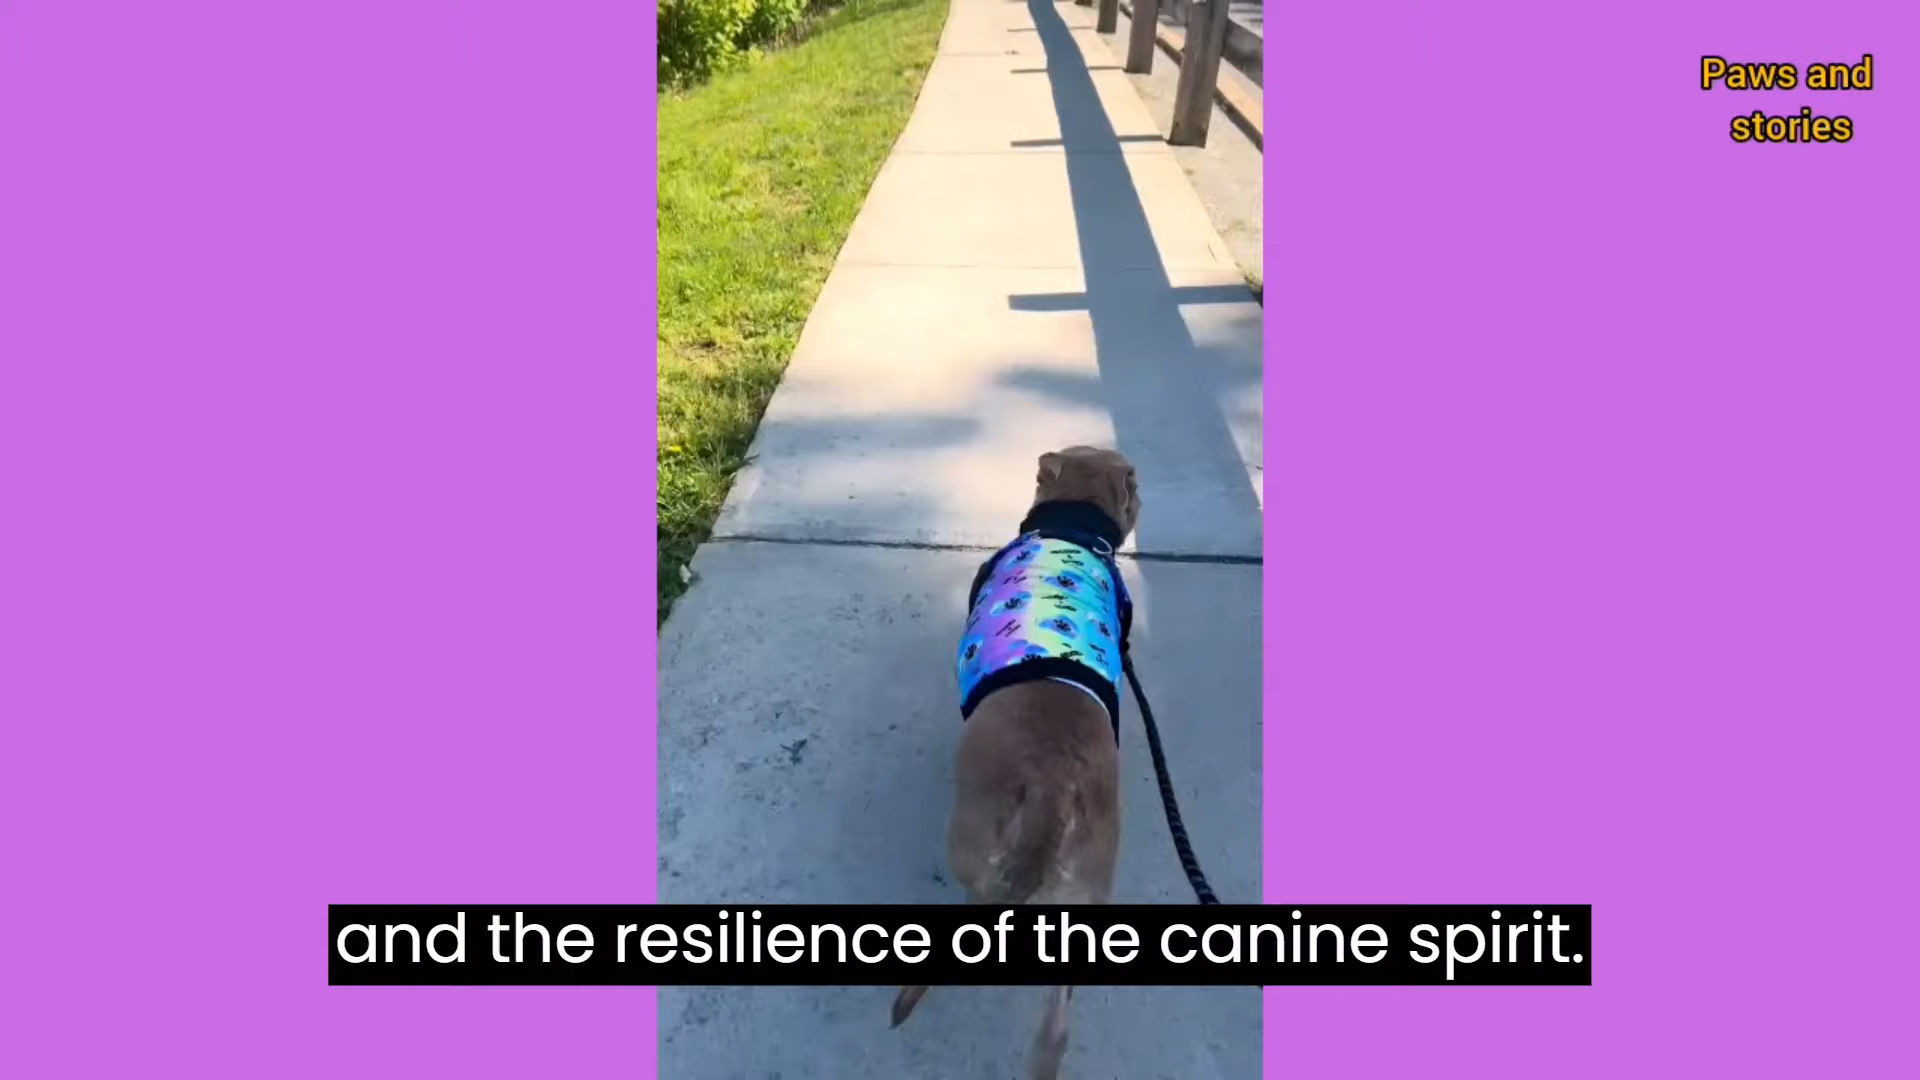 Paws and
stories
and the resilience of the canine spirit.